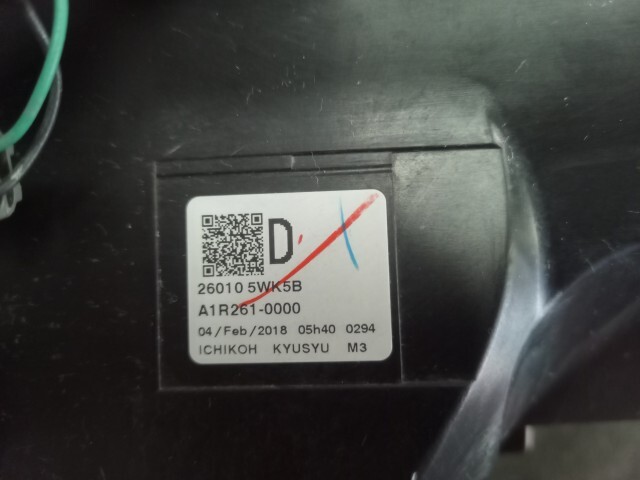 D
26010 5WK5B
A1R261-0000
04/Feb/2018 05h40 0294
ICHIKOH KYUSYU M3